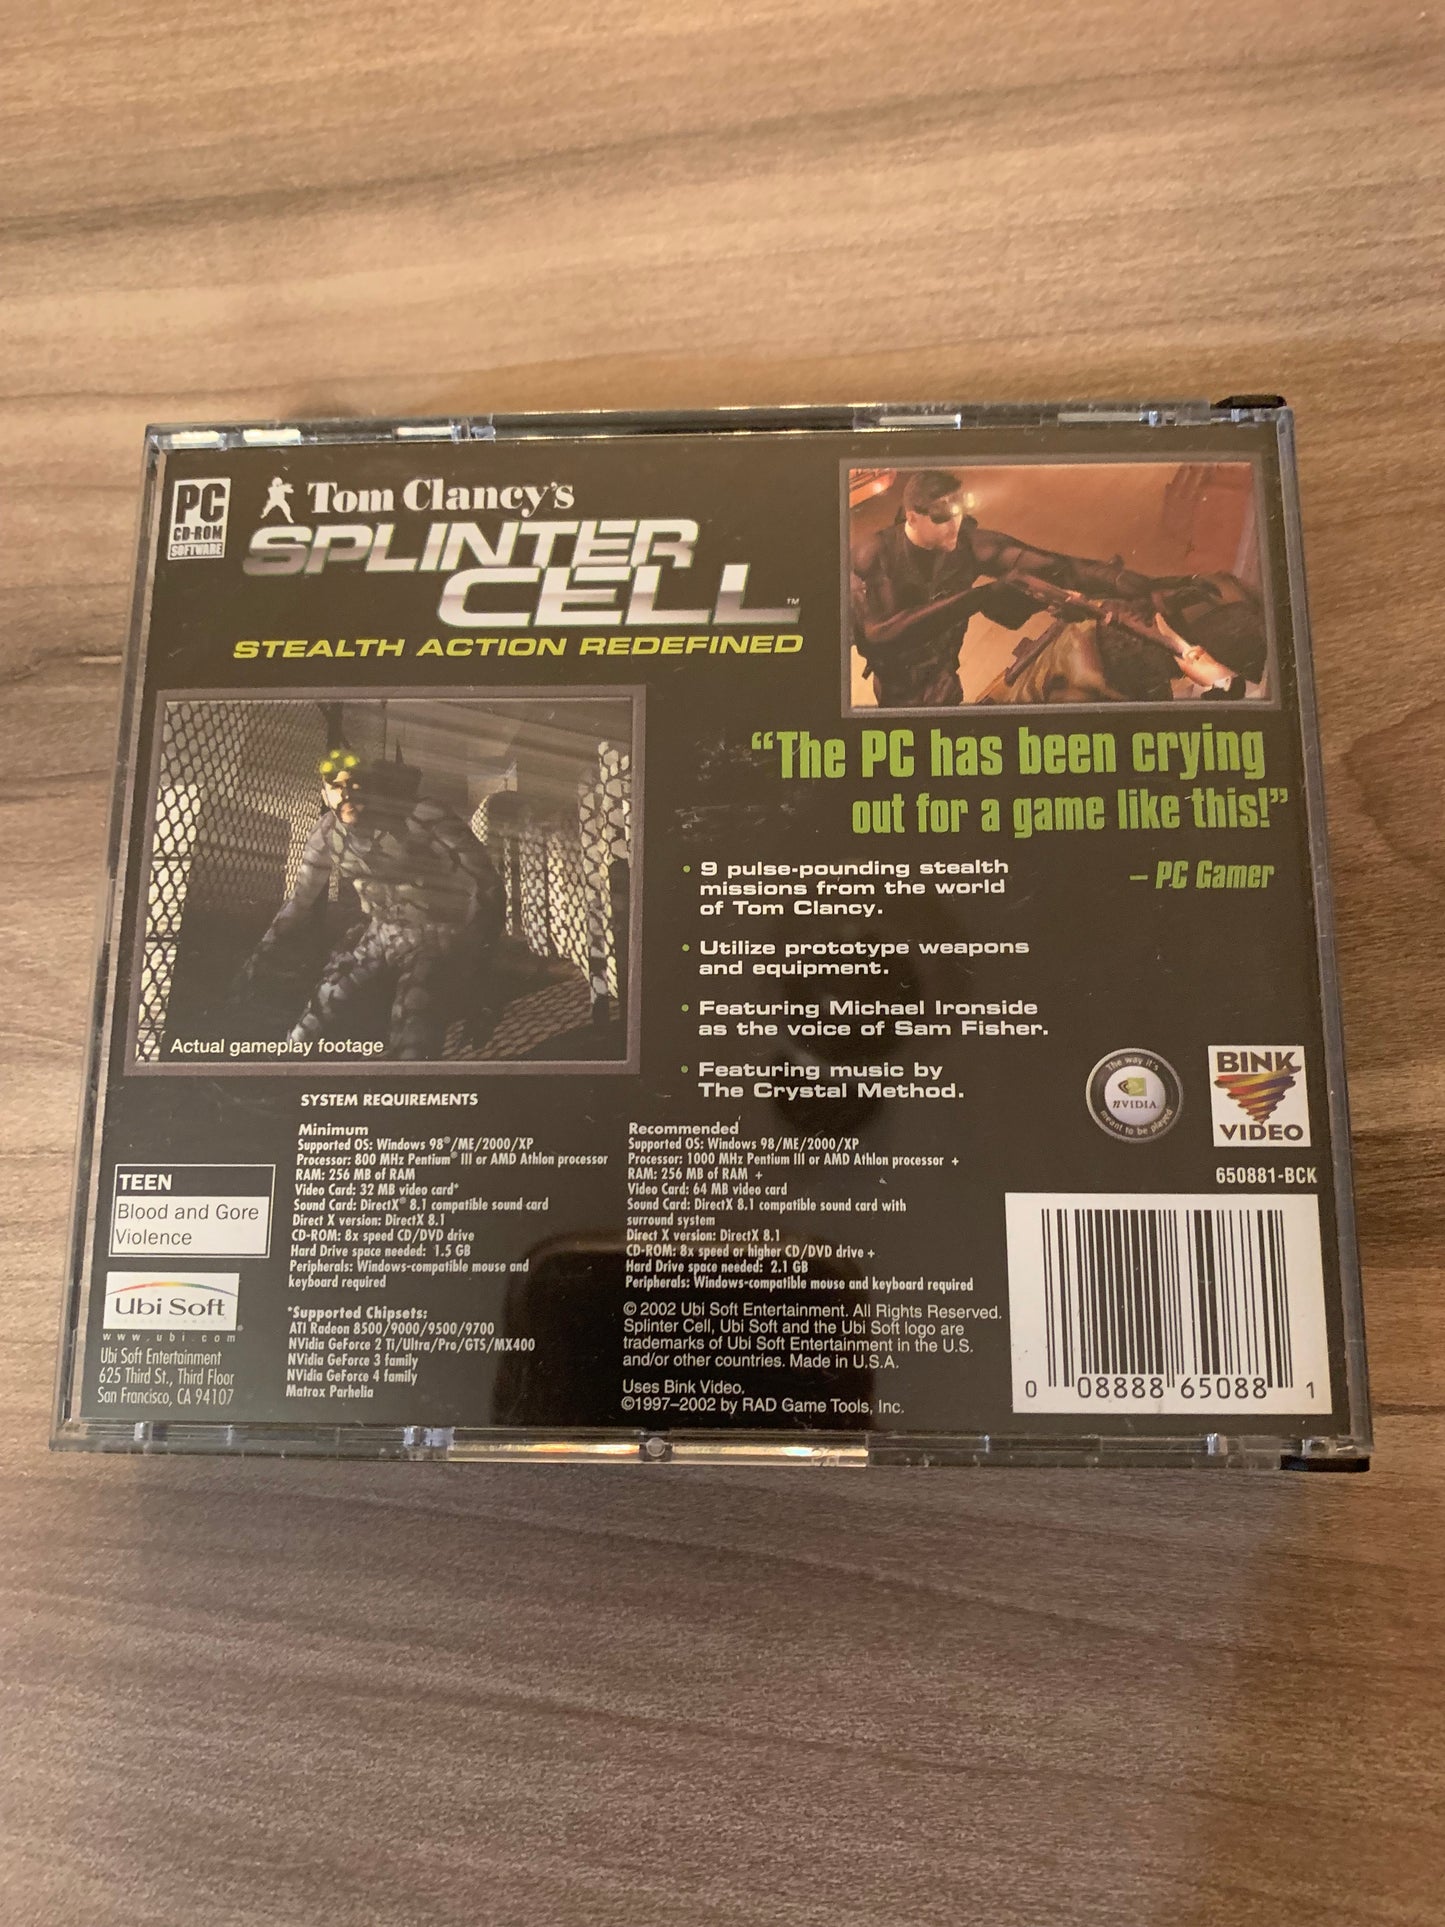 PC
CD-ROM
SOFTWARE
Tom Clancy's
SPLINTER
CELL™
STEALTH ACTION REDEFINED
"The PC has been crying
out for a game like this!"
– PC Gamer
• 9 pulse-pounding stealth
missions from the world
of Tom Clancy.
• Utilize prototype weapons
and equipment.
• Featuring Michael Ironside
as the voice of Sam Fisher.
• Featuring music by
The Crystal Method.
Actual gameplay footage
The way it's
nVIDIA
meant to be played
BINK
VIDEO
650881-BCK
SYSTEM REQUIREMENTS
Minimum
Supported OS: Windows 98®/ME/2000/XP
Processor: 800 MHz Pentium® III or AMD Athlon processor
RAM: 256 MB of RAM
Video Card: 32 MB video card*
Sound Card: DirectX® 8.1 compatible sound card
Direct X version: DirectX 8.1
CD-ROM: 8x speed CD/DVD drive
Hard Drive space needed: 1.5 GB
Peripherals: Windows-compatible mouse and
keyboard required
*Supported Chipsets:
ATI Radeon 8500/9000/9500/9700
NVidia GeForce 2 Ti/Ultra/Pro/GTS/MX400
NVidia GeForce 3 family
NVidia GeForce 4 family
Matrox Parhelia
Recommended
Supported OS: Windows 98/ME/2000/XP
Processor: 1000 MHz Pentium III or AMD Athlon processor +
RAM: 256 MB of RAM +
Video Card: 64 MB video card
Sound Card: DirectX 8.1 compatible sound card with
surround system
Direct X version: DirectX 8.1
CD-ROM: 8x speed or higher CD/DVD drive +
Hard Drive space needed: 2.1 GB
Peripherals: Windows-compatible mouse and keyboard required
© 2002 Ubi Soft Entertainment. All Rights Reserved.
Splinter Cell, Ubi Soft and the Ubi Soft logo are
trademarks of Ubi Soft Entertainment in the U.S.
and/or other countries. Made in U.S.A.
Uses Bink Video.
©1997–2002 by RAD Game Tools, Inc.
TEEN
Blood and Gore
Violence
Ubi Soft
ENTERTAINMENT
www.ubi.com
Ubi Soft Entertainment
625 Third St., Third Floor
San Francisco, CA 94107
0 08888 65088 1